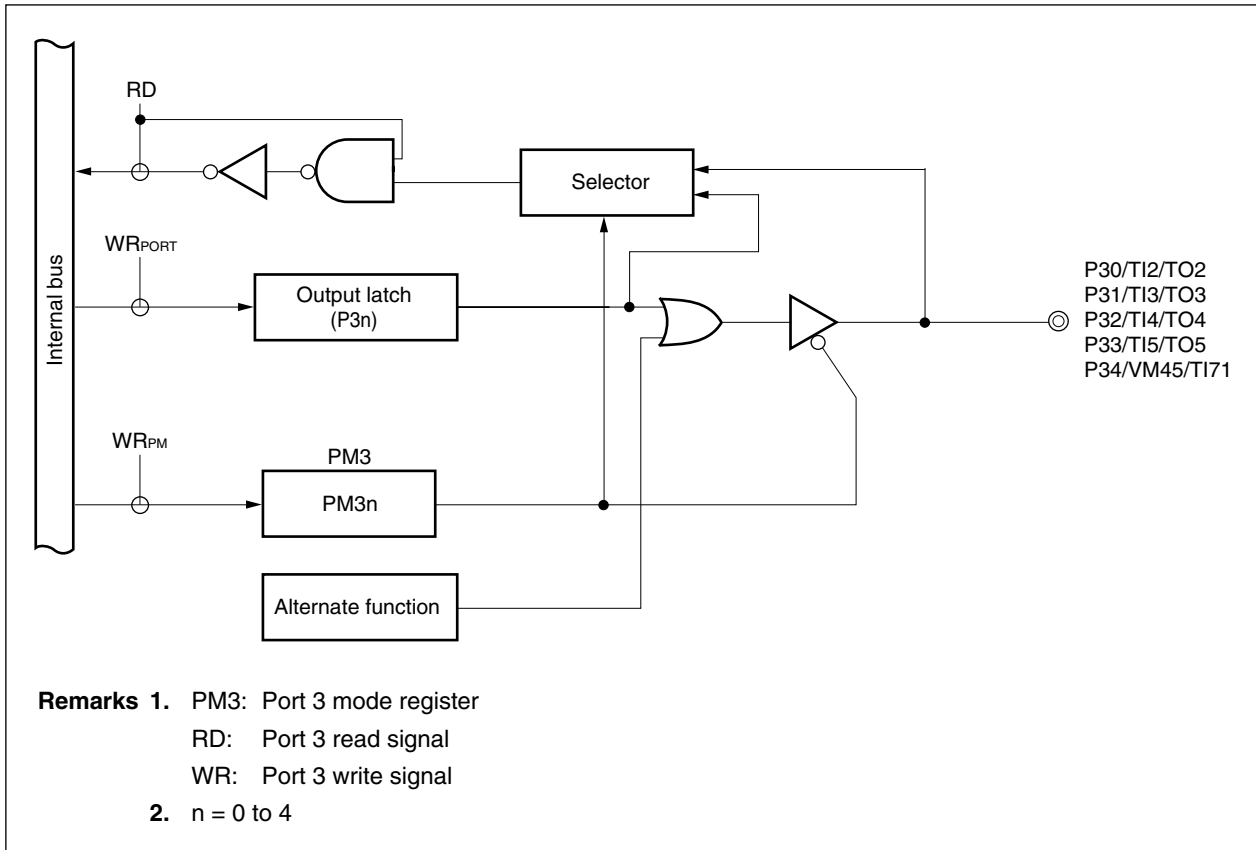 RD
Selector
WRPORT
Internal bus
Output latch
(P3n)
P30/TI2/TO2
P31/TI3/TO3
P32/TI4/TO4
P33/TI5/TO5
P34/VM45/TI71
WRPM
PM3
PM3n
Alternate function
Remarks 1. PM3: Port 3 mode register
RD: Port 3 read signal
WR: Port 3 write signal
2. n = 0 to 4